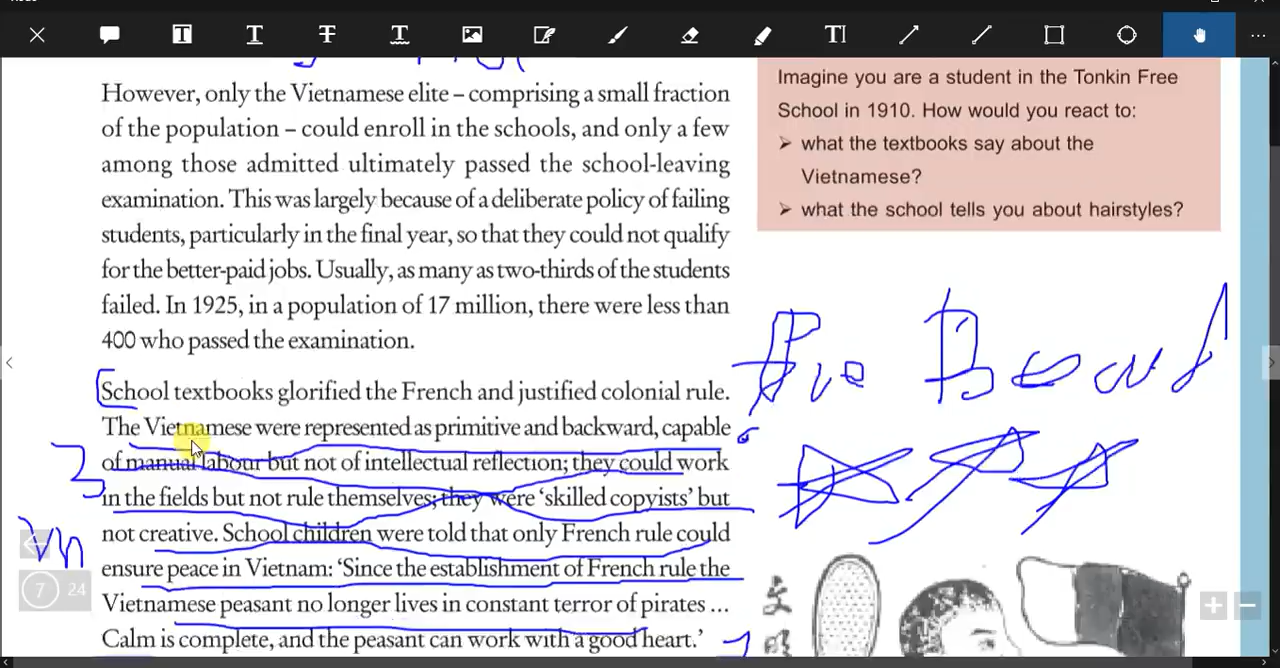 However, only the Vietnamese elite – comprising a small fraction
of the population – could enroll in the schools, and only a few
among those admitted ultimately passed the school-leaving
examination. This was largely because of a deliberate policy of failing
students, particularly in the final year, so that they could not qualify
for the better-paid jobs. Usually, as many as two-thirds of the students
failed. In 1925, in a population of 17 million, there were less than
400 who passed the examination.
School textbooks glorified the French and justified colonial rule.
The Vietnamese were represented as primitive and backward, capable
of manual labour but not of intellectual reflection; they could work
in the fields but not rule themselves; they were ‘skilled copyists’ but
not creative. School children were told that only French rule could
ensure peace in Vietnam: ‘Since the establishment of French rule the
Vietnamese peasant no longer lives in constant terror of pirates …
Calm is complete, and the peasant can work with a good heart.’
Imagine you are a student in the Tonkin Free
School in 1910. How would you react to:
➢ what the textbooks say about the
Vietnamese?
➢ what the school tells you about hairstyles?
文
明
7 24